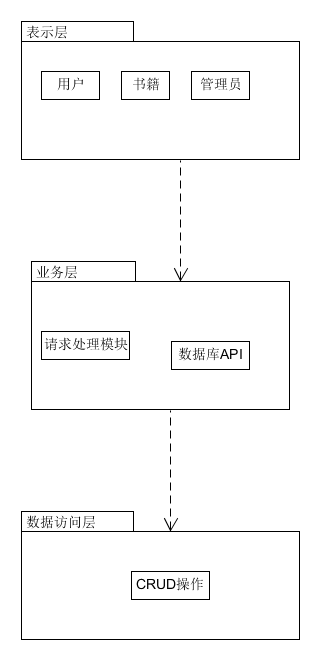 表示层
用户 书籍 管理员
业务层
请求处理模块
数据库API
数据访问层
CRUD操作